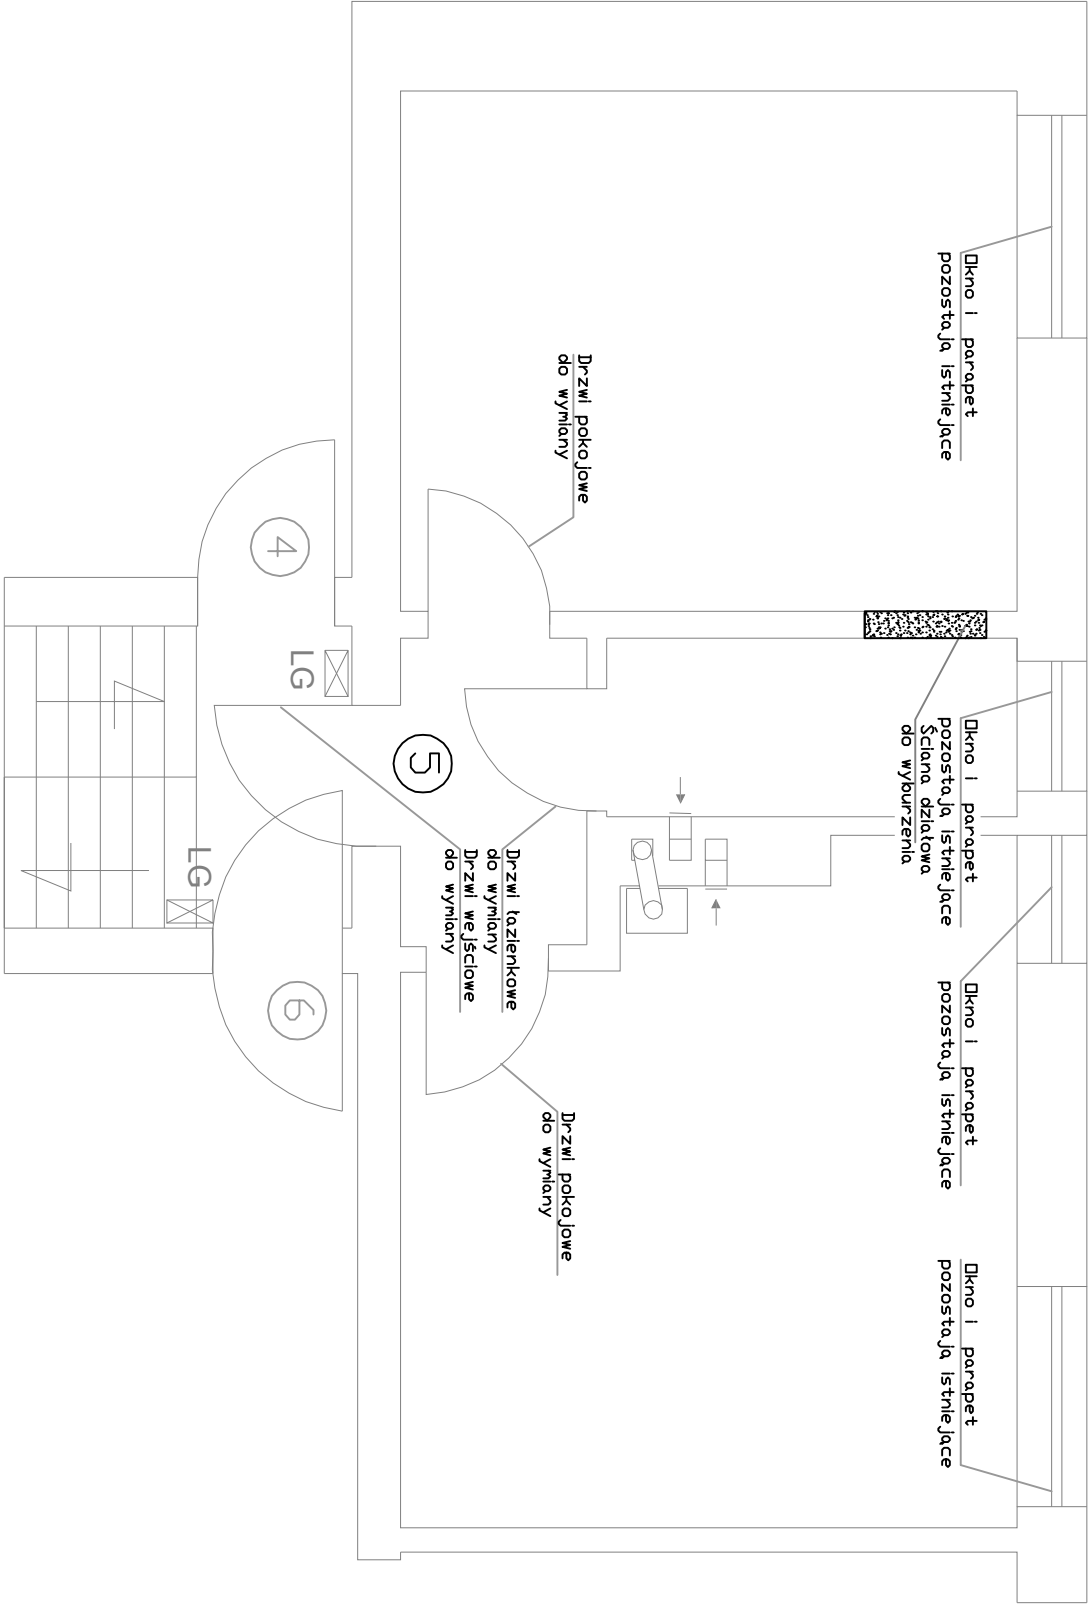 Okno i parapet
pozostają istniejące
Okno i parapet
pozostają istniejące
Ściana działowa
do wyburzenia
Okno i parapet
pozostają istniejące
Okno i parapet
pozostają istniejące
Drzwi pokojowe
do wymiany
Drzwi łazienkowe
do wymiany
Drzwi wejściowe
do wymiany
Drzwi pokojowe
do wymiany
5
4
LG
LG
6